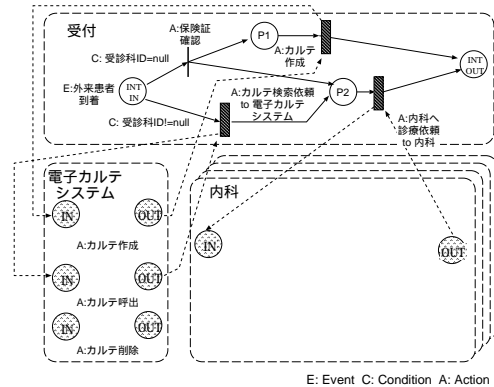 受付
A:保険証
確認
P1
A:カルテ
作成
C: 受診科ID=null
INT
OUT
E:外来患者
到着
INT
IN
A:カルテ検索依頼
to 電子カルテ
システム
P2
C: 受診科ID!=null
A:内科へ
診療依頼
to 内科
電子カルテ
システム
IN
OUT
A:カルテ作成
IN
OUT
A:カルテ呼出
IN
OUT
A:カルテ削除
内科
IN
OUT
E: Event C: Condition A: Action